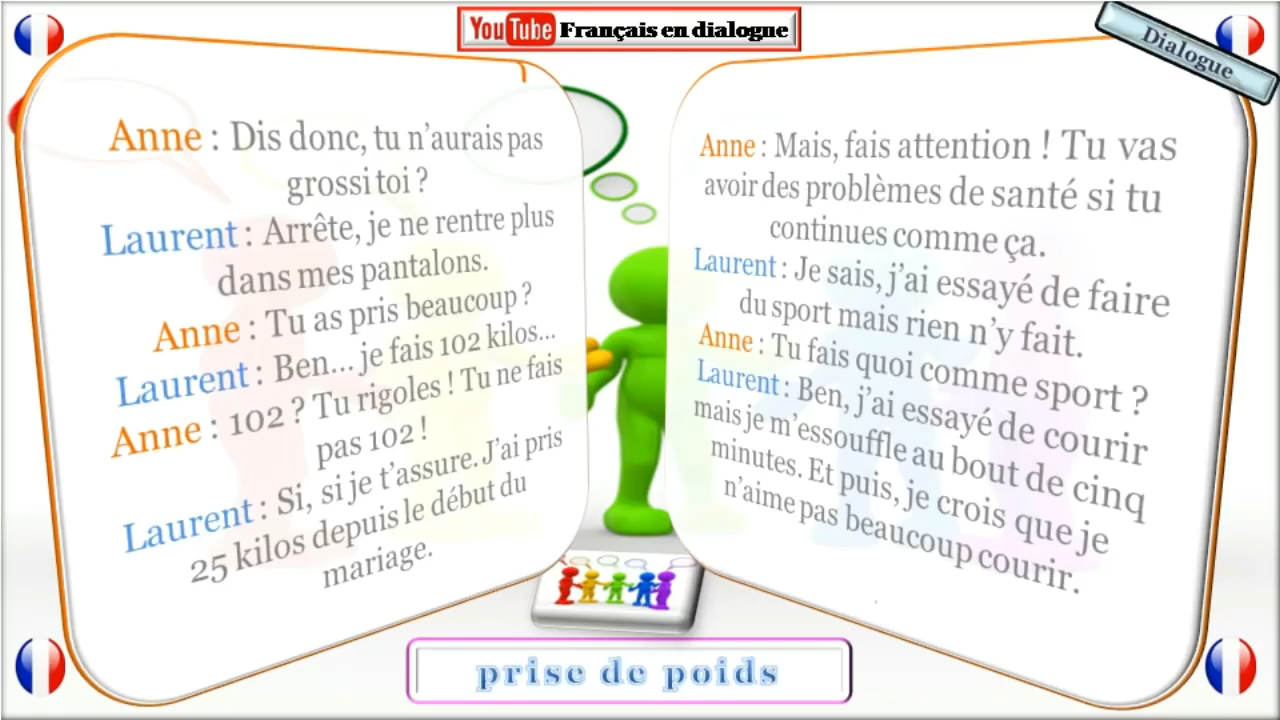 YouTube Français en dialogue
Dialogue
Anne : Dis donc, tu n'aurais pas
grossi toi ?
Laurent : Arrête, je ne rentre plus
dans mes pantalons.
Anne : Tu as pris beaucoup ?
Laurent : Ben... je fais 102 kilos...
Anne : 102 ? Tu rigoles ! Tu ne fais
pas 102 !
Laurent : Si, si je t'assure. J'ai pris
25 kilos depuis le début du
mariage.
Anne : Mais, fais attention ! Tu vas
avoir des problèmes de santé si tu
continues comme ça.
Laurent : Je sais, j'ai essayé de faire
du sport mais rien n'y fait.
Anne : Tu fais quoi comme sport ?
Laurent : Ben, j'ai essayé de courir
mais je m'essouffle au bout de cinq
minutes. Et puis, je crois que je
n'aime pas beaucoup courir.
prise de poids